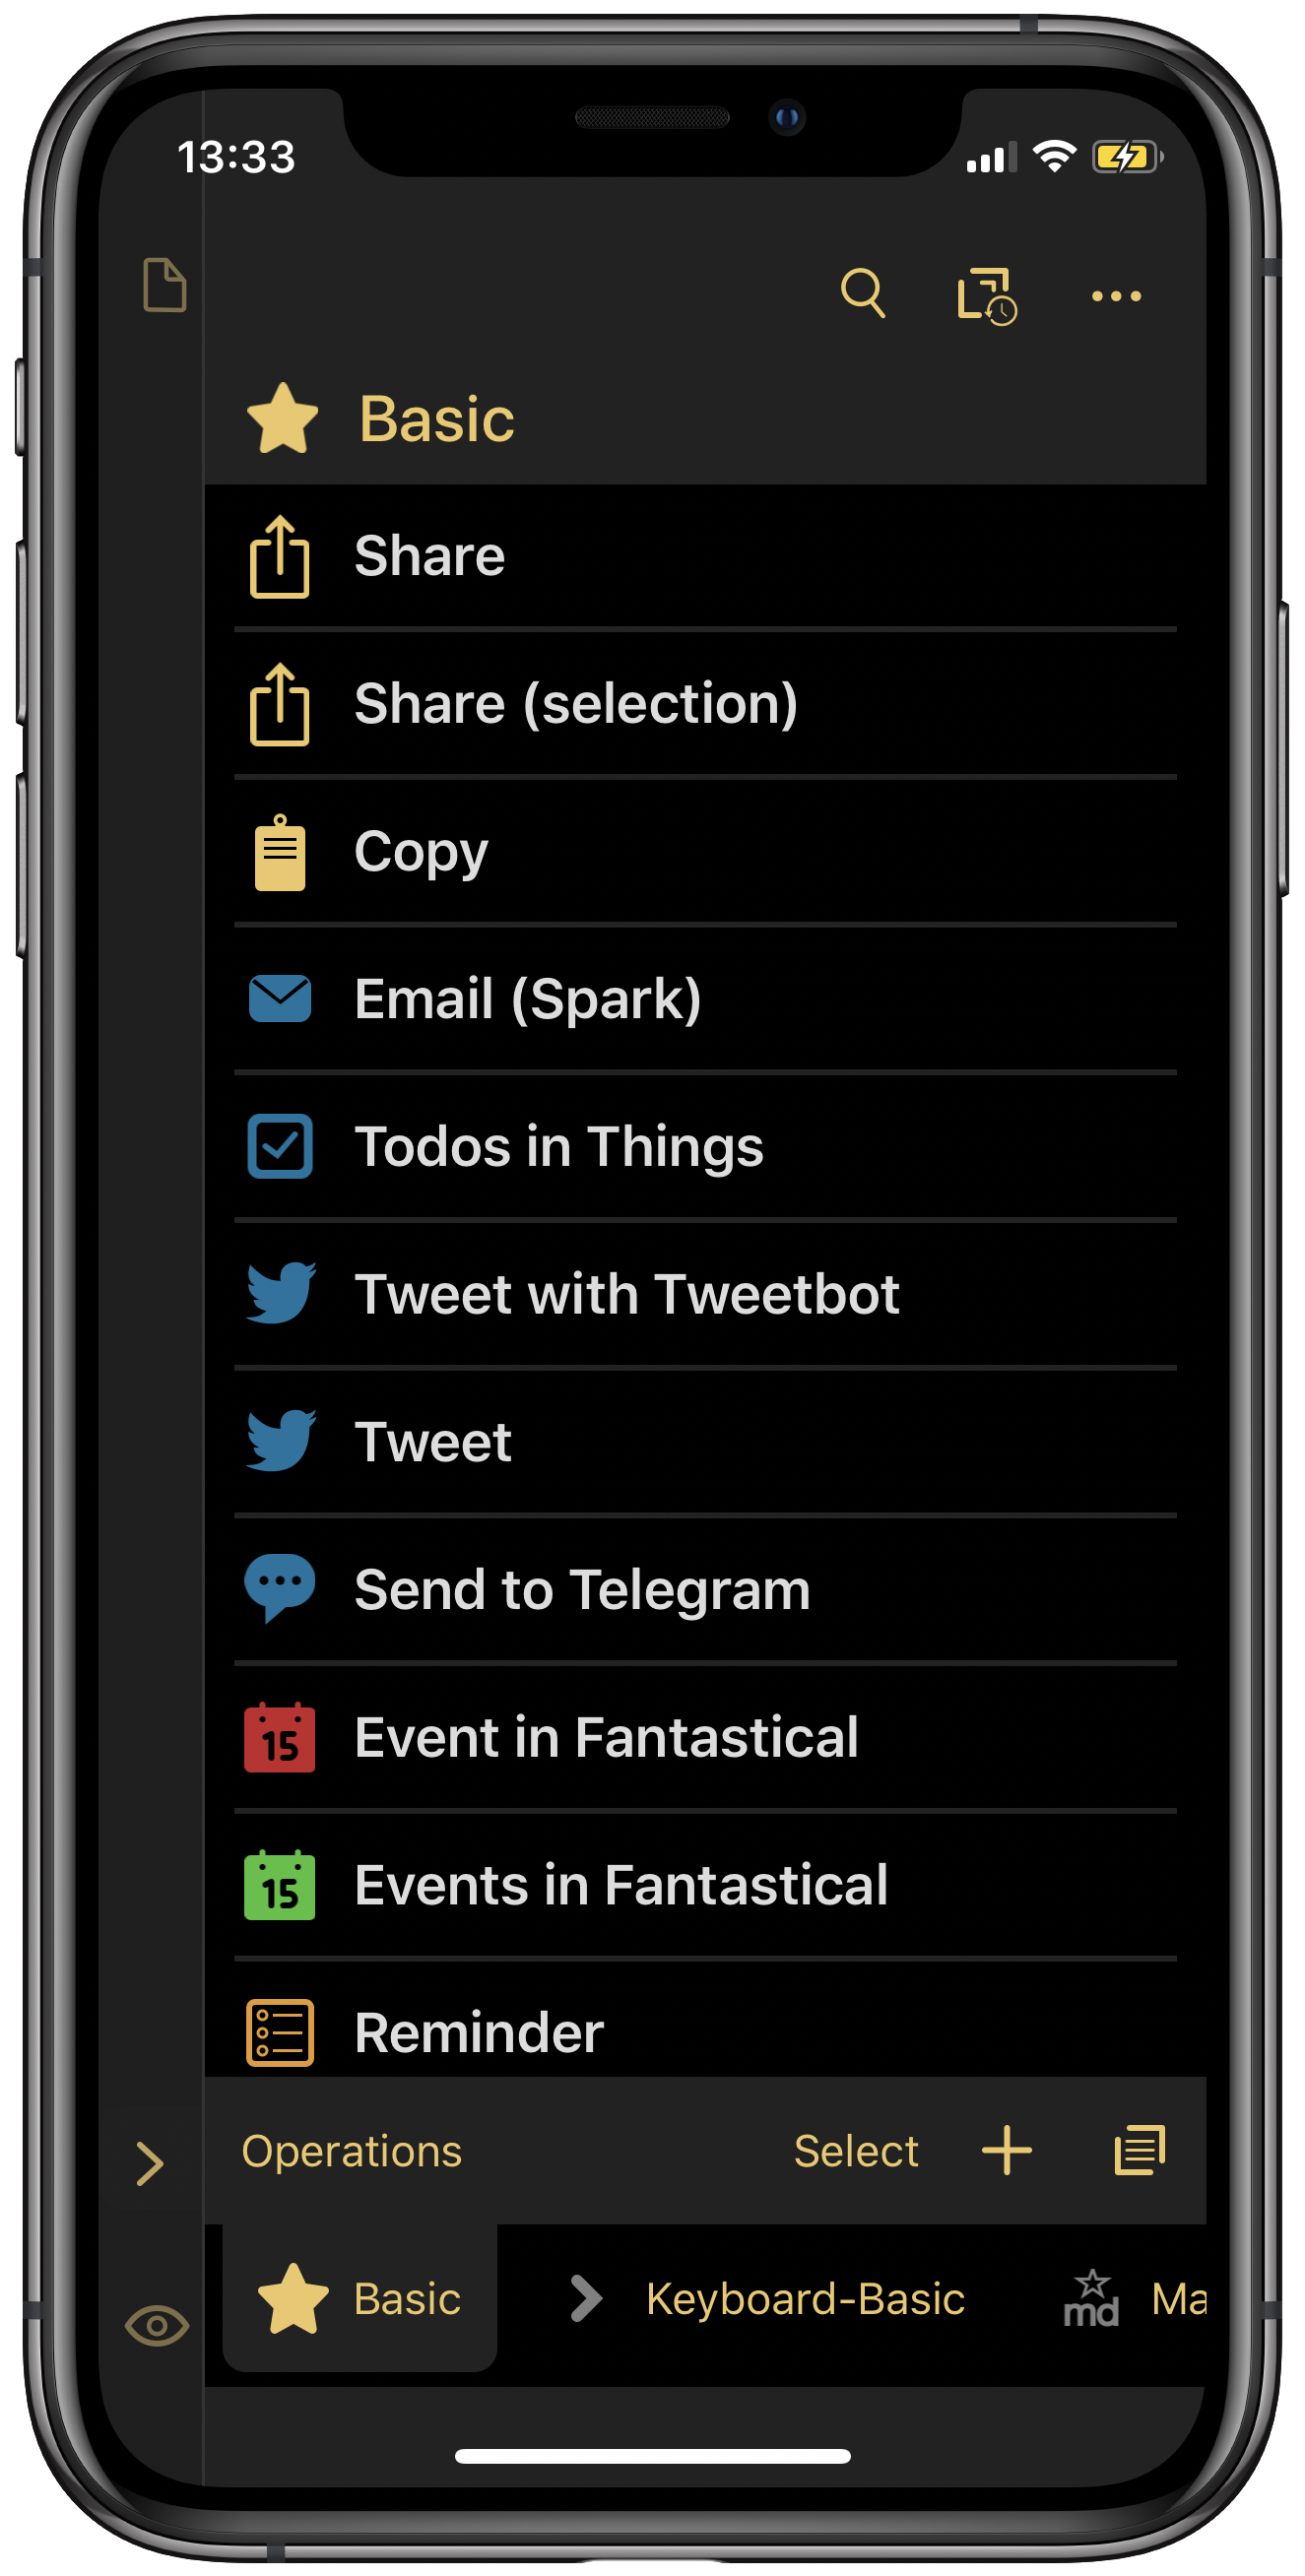 13:33
Basic
Share
Share (selection)
Copy
Email (Spark)
Todos in Things
Tweet with Tweetbot
Tweet
Send to Telegram
15 Event in Fantastical
15 Events in Fantastical
Reminder
Operations Select
Basic Keyboard-Basic md Ma